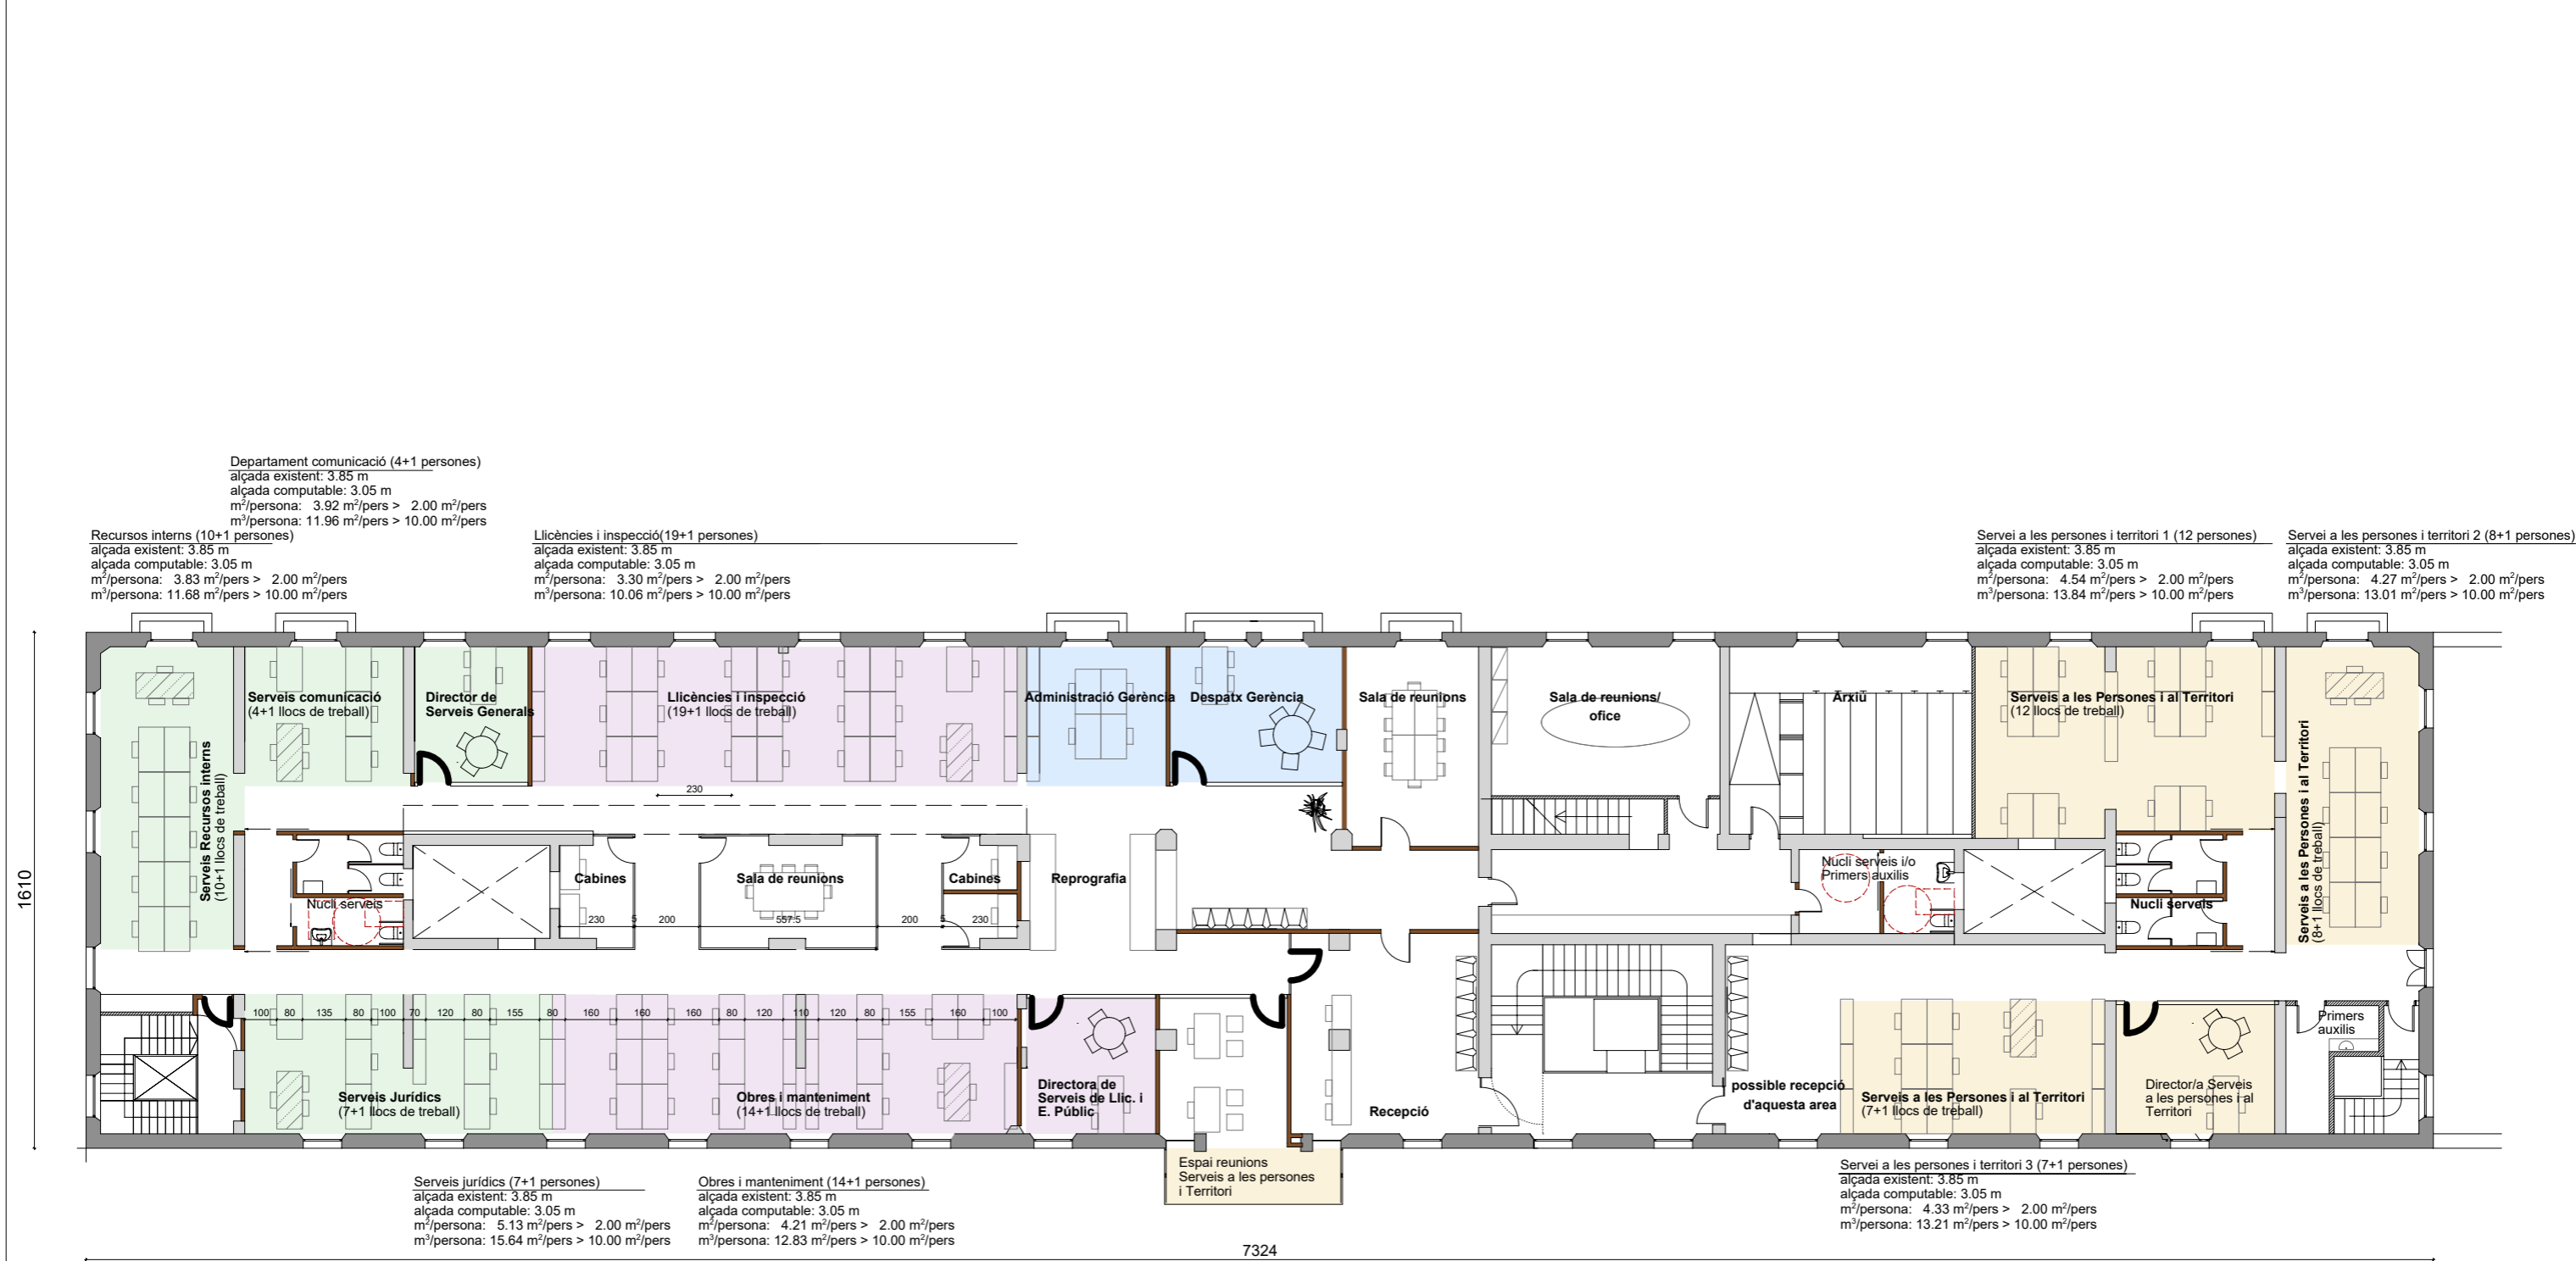 Departament comunicació (4+1 persones)
alçada existent: 3.85 m
alçada computable: 3.05 m
m²/persona: 3.92 m²/pers > 2.00 m²/pers
m³/persona: 11.96 m²/pers > 10.00 m²/pers
Recursos interns (10+1 persones)
alçada existent: 3.85 m
alçada computable: 3.05 m
m²/persona: 3.83 m²/pers > 2.00 m²/pers
m³/persona: 11.68 m²/pers > 10.00 m²/pers
Llicències i inspecció(19+1 persones)
alçada existent: 3.85 m
alçada computable: 3.05 m
m²/persona: 3.30 m²/pers > 2.00 m²/pers
m³/persona: 10.06 m²/pers > 10.00 m²/pers
Servei a les persones i territori 1 (12 persones)
alçada existent: 3.85 m
alçada computable: 3.05 m
m²/persona: 4.54 m²/pers > 2.00 m²/pers
m³/persona: 13.84 m²/pers > 10.00 m²/pers
Servei a les persones i territori 2 (8+1 persones)
alçada existent: 3.85 m
alçada computable: 3.05 m
m²/persona: 4.27 m²/pers > 2.00 m²/pers
m³/persona: 13.01 m²/pers > 10.00 m²/pers
Serveis comunicació
(4+1 llocs de treball)
Director de
Serveis Generals
Llicències i inspecció
(19+1 llocs de treball)
Administració Gerència
Despatx Gerència
Sala de reunions
Sala de reunions/
ofice
Arxiu
Serveis a les Persones i al Territori
(12 llocs de treball)
Serveis Recursos interns
(10+1 llocs de treball)
Serveis a les Persones i al Territori
(8+1 llocs de treball)
230
1610
Cabines
Sala de reunions
Cabines
Reprografia
Nucli serveis i/o
Primers auxilis
Nucli serveis
Nucli serveis
230 5 200 557.5 200 5 230
100 80 135 80 100 70 120 80 155 80 160 160 160 80 120 110 120 80 155 160 100
Primers
auxilis
Serveis Jurídics
(7+1 llocs de treball)
Obres i manteniment
(14+1 llocs de treball)
Directora de
Serveis de Llic. i
E. Públic
Recepció
possible recepció
d'aquesta area
Serveis a les Persones i al Territori
(7+1 llocs de treball)
Director/a Serveis
a les persones i al
Territori
Espai reunions
Serveis a les persones
i Territori
Serveis jurídics (7+1 persones)
alçada existent: 3.85 m
alçada computable: 3.05 m
m²/persona: 5.13 m²/pers > 2.00 m²/pers
m³/persona: 15.64 m²/pers > 10.00 m²/pers
Obres i manteniment (14+1 persones)
alçada existent: 3.85 m
alçada computable: 3.05 m
m²/persona: 4.21 m²/pers > 2.00 m²/pers
m³/persona: 12.83 m²/pers > 10.00 m²/pers
Servei a les persones i territori 3 (7+1 persones)
alçada existent: 3.85 m
alçada computable: 3.05 m
m²/persona: 4.33 m²/pers > 2.00 m²/pers
m³/persona: 13.21 m²/pers > 10.00 m²/pers
7324